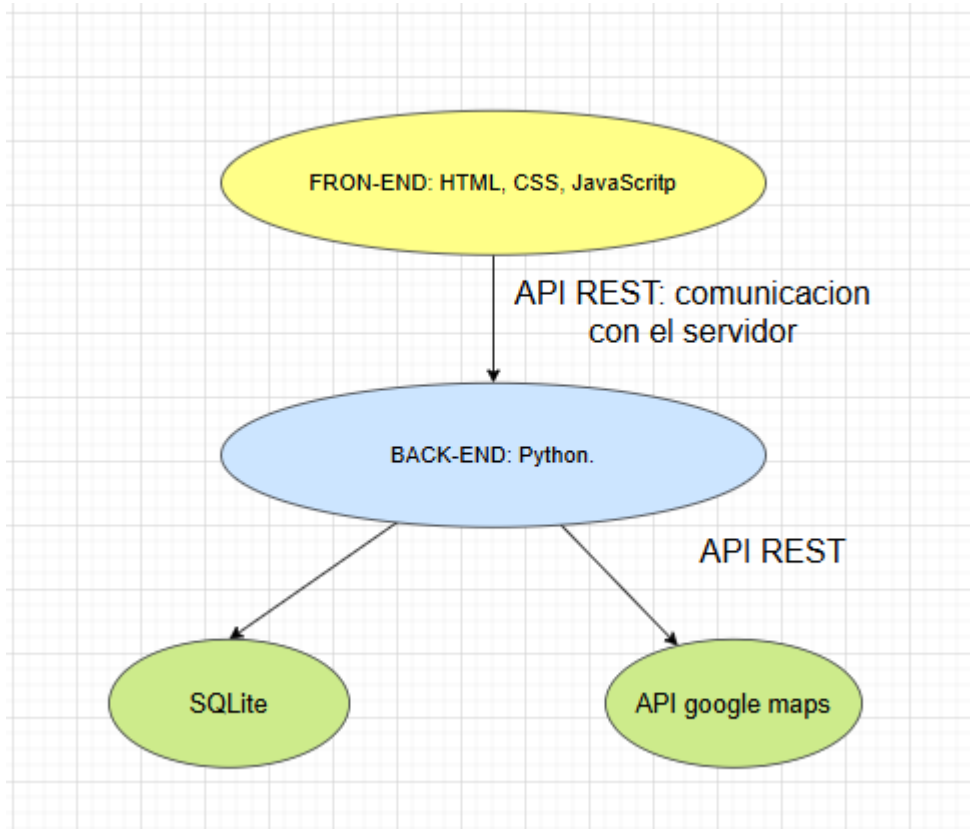 FRON-END: HTML, CSS, JavaScritp
API REST: comunicacion
con el servidor
BACK-END: Python.
API REST
SQLite
API google maps